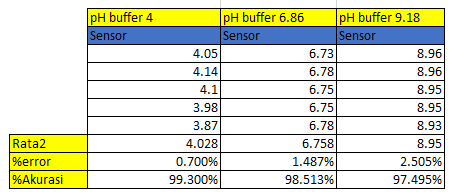 pH buffer 4 pH buffer 6.86 pH buffer 9.18
Sensor Sensor Sensor
4.05 6.73 8.96
4.14 6.78 8.96
4.1 6.75 8.95
3.98 6.75 8.95
3.87 6.78 8.93
Rata2 4.028 6.758 8.95
%error 0.700% 1.487% 2.505%
%Akurasi 99.300% 98.513% 97.495%